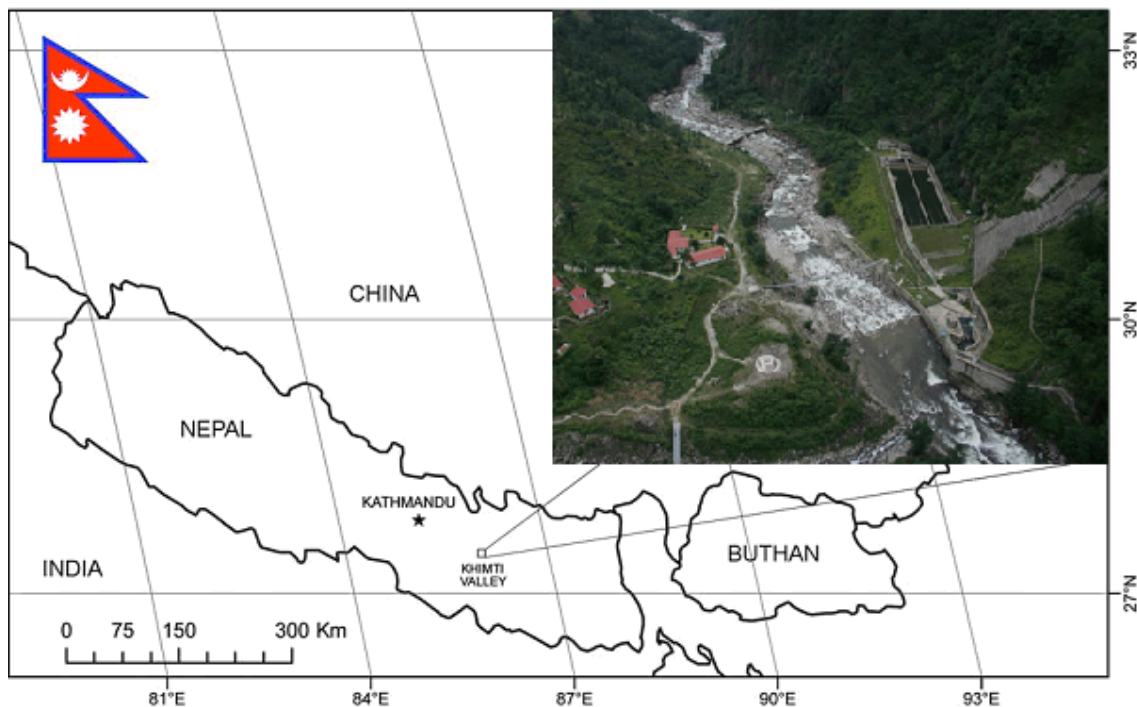 33°N
CHINA
30°N
NEPAL
KATHMANDU
BUTHAN
INDIA
KHIMTI
VALLEY
27°N
0 75 150 300 Km
81°E 84°E 87°E 90°E 93°E
H